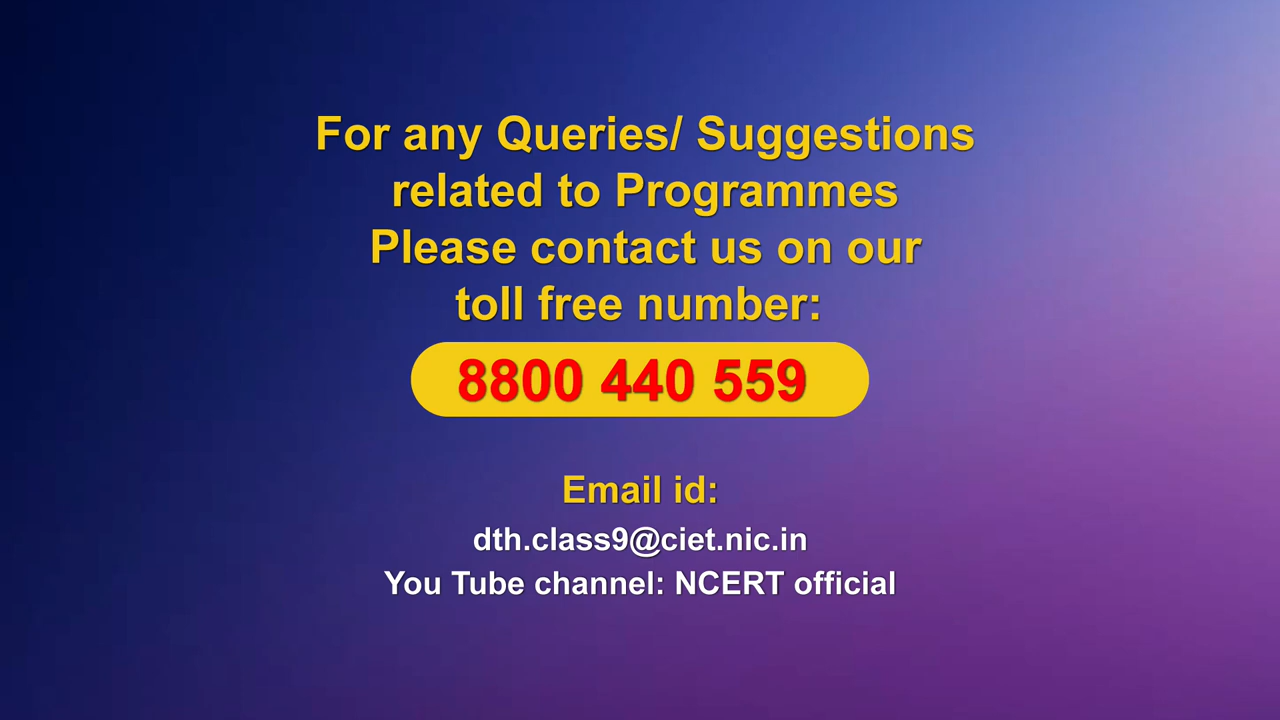 For any Queries/ Suggestions
related to Programmes
Please contact us on our
toll free number:
8800 440 559
Email id:
dth.class9@ciet.nic.in
You Tube channel: NCERT official